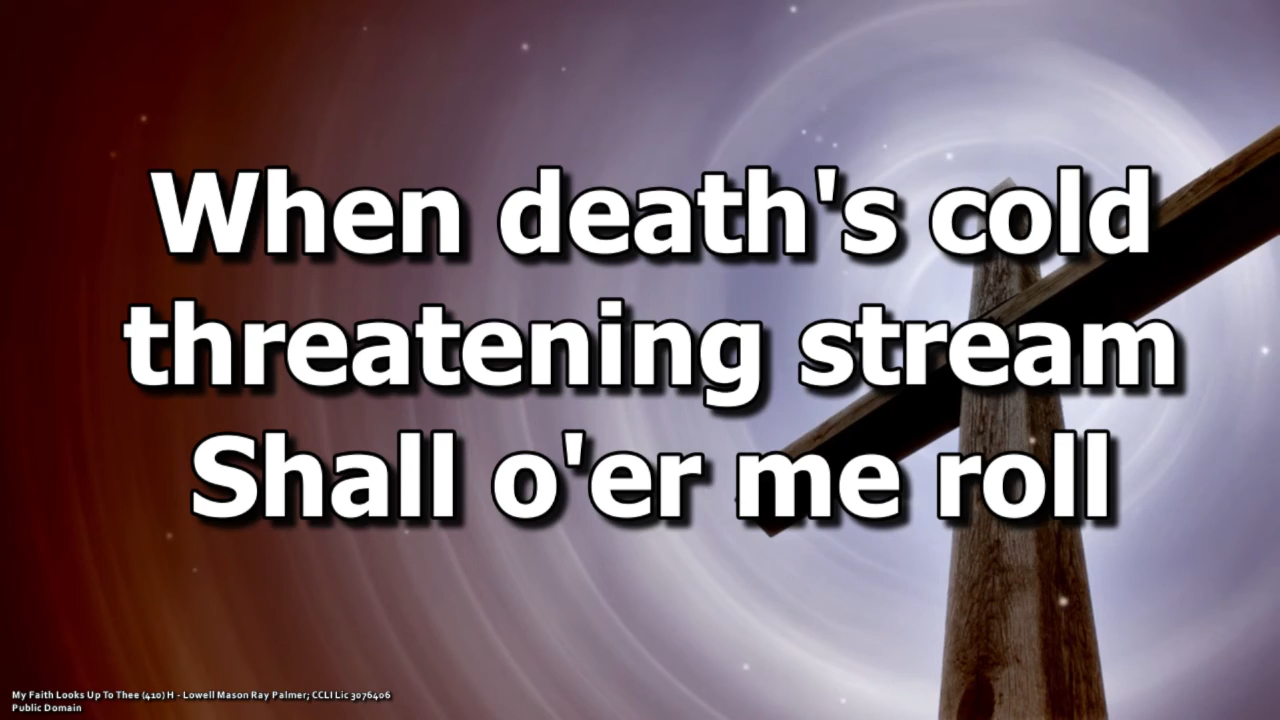 When death's cold
threatening stream
Shall o'er me roll
My Faith Looks Up To Thee (410) H - Lowell Mason Ray Palmer; CCLI Lic 3076406
Public Domain